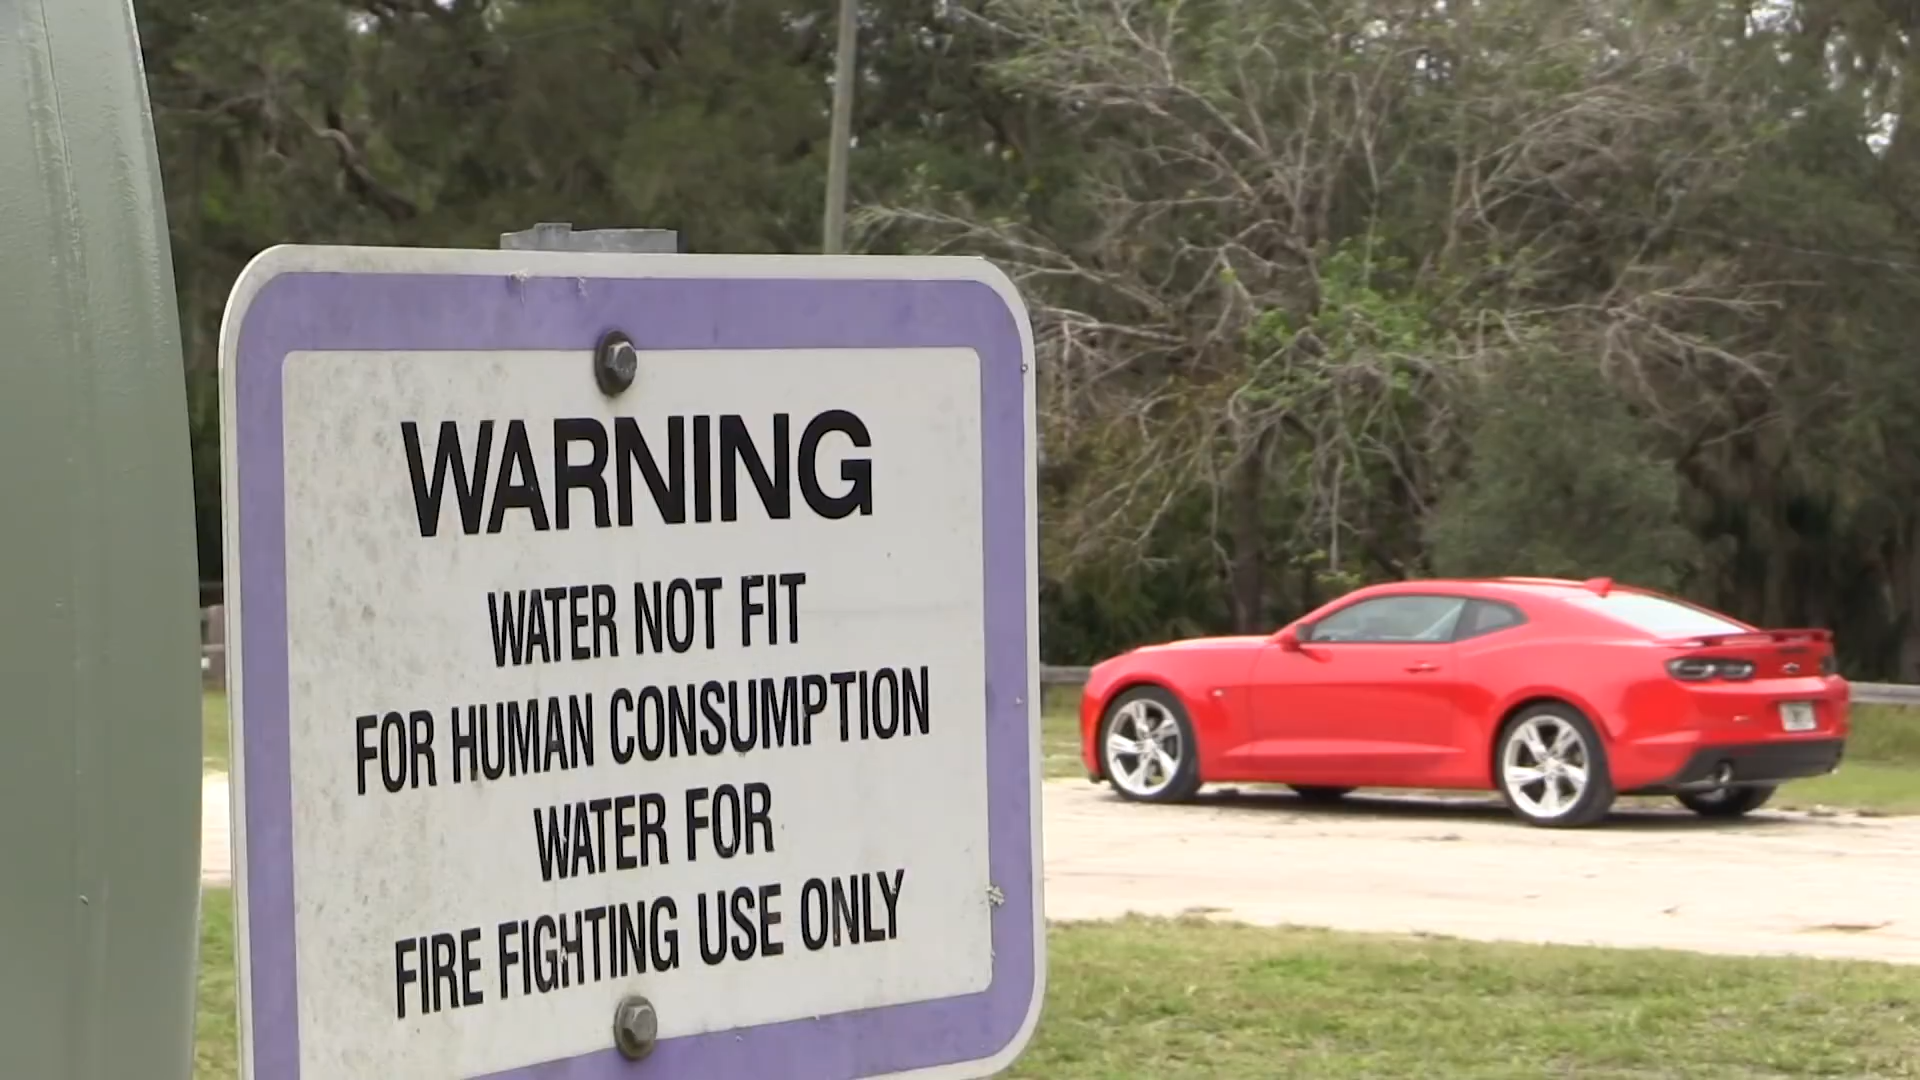 WARNING
WATER NOT FIT
FOR HUMAN CONSUMPTION
WATER FOR
FIRE FIGHTING USE ONLY